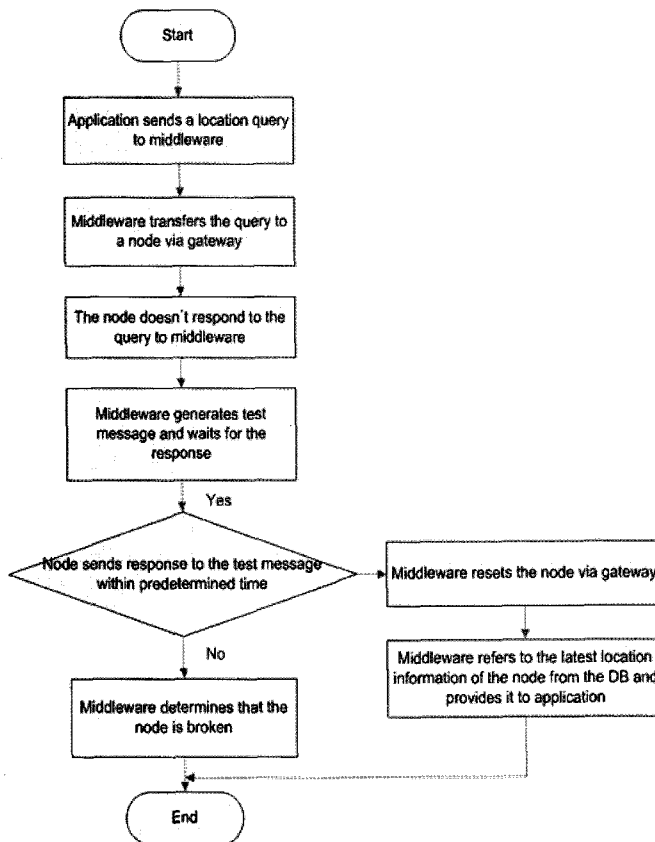 Start
Application sends a location query
to middleware
Middleware transfers the query to
a node via gateway
The node doesn't respond to the
query to middleware
Middleware generates test
message and waits for the
response
Yes
Node sends response to the test message
within predetermined time
Middleware resets the node via gateway
No
Middleware refers to the latest location
information of the node from the DB and
provides it to application
Middleware determines that the
node is broken
End